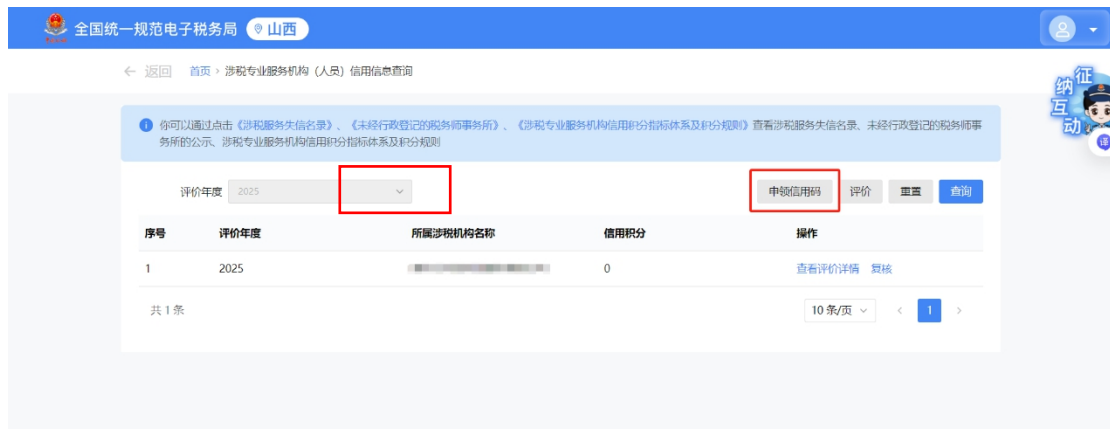 全国统一规范电子税务局 山西
返回 首页 > 涉税专业服务机构（人员）信用信息查询
你可以通过点击《涉税服务失信名录》、《未经行政登记的税务师事务所》、《涉税专业服务机构信用积分指标体系及积分规则》查看涉税服务失信名录、未经行政登记的税务师事
务所的公示、涉税专业服务机构信用积分指标体系及积分规则
评价年度 2025 申领信用码 评价 重置 查询
序号 评价年度 所属涉税机构名称 信用积分 操作
1 2025 0 查看评价详情 复核
共 1 条 10 条/页 < 1 >
征纳互动
译